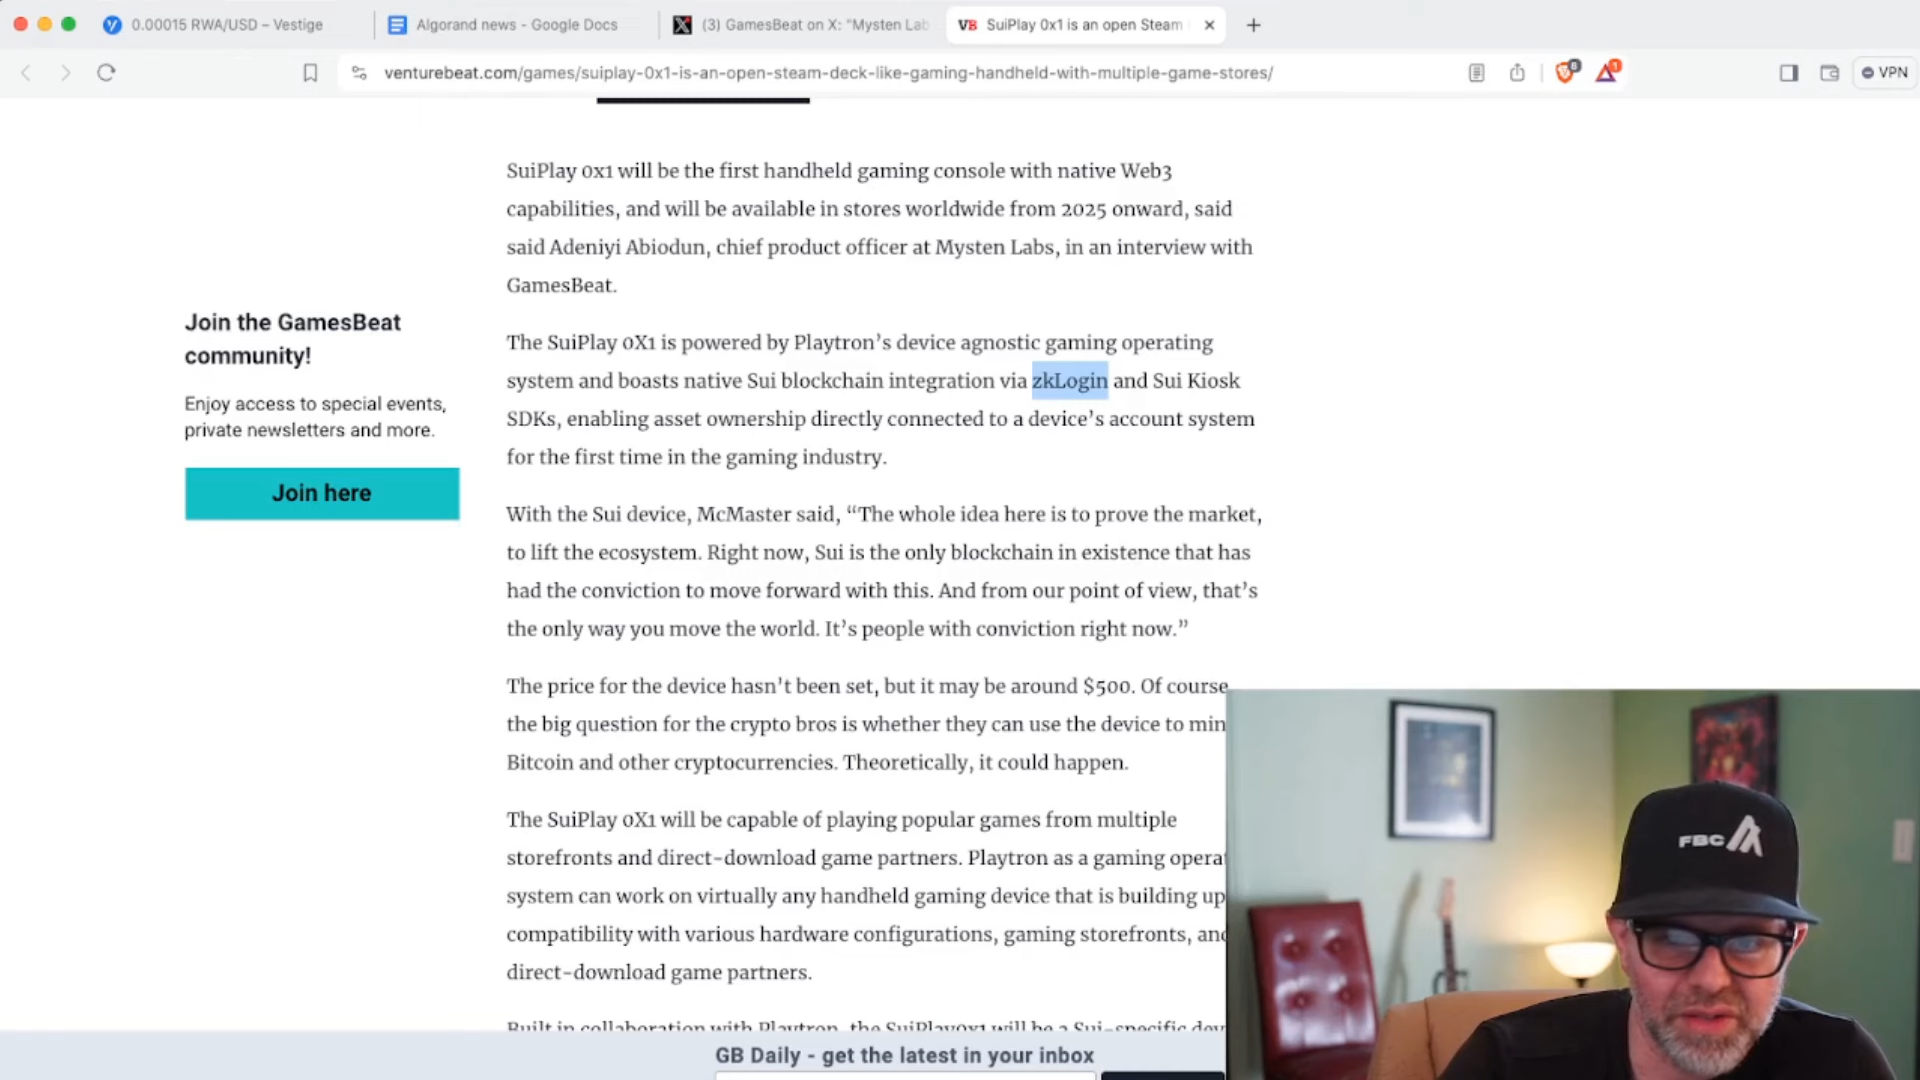 0.00015 RWA/USD – Vestige
Algorand news - Google Docs
(3) GamesBeat on X: "Mysten Lab
VB
SuiPlay 0x1 is an open Steam
venturebeat.com/games/suiplay-0x1-is-an-open-steam-deck-like-gaming-handheld-with-multiple-game-stores/
6
1
VPN
SuiPlay 0x1 will be the first handheld gaming console with native Web3
capabilities, and will be available in stores worldwide from 2025 onward, said
said Adeniyi Abiodun, chief product officer at Mysten Labs, in an interview with
GamesBeat.
Join the GamesBeat
community!
Enjoy access to special events,
private newsletters and more.
Join here
The SuiPlay 0X1 is powered by Playtron’s device agnostic gaming operating
system and boasts native Sui blockchain integration via zkLogin and Sui Kiosk
SDKs, enabling asset ownership directly connected to a device’s account system
for the first time in the gaming industry.
With the Sui device, McMaster said, “The whole idea here is to prove the market,
to lift the ecosystem. Right now, Sui is the only blockchain in existence that has
had the conviction to move forward with this. And from our point of view, that’s
the only way you move the world. It’s people with conviction right now.”
The price for the device hasn’t been set, but it may be around $500. Of course
the big question for the crypto bros is whether they can use the device to min
Bitcoin and other cryptocurrencies. Theoretically, it could happen.
The SuiPlay 0X1 will be capable of playing popular games from multiple
storefronts and direct-download game partners. Playtron as a gaming opera
system can work on virtually any handheld gaming device that is building up
compatibility with various hardware configurations, gaming storefronts, and
direct-download game partners.
Built in collaboration with Playtron, the SuiPlay0x1 will be a Sui-specific dev
GB Daily - get the latest in your inbox
FBC